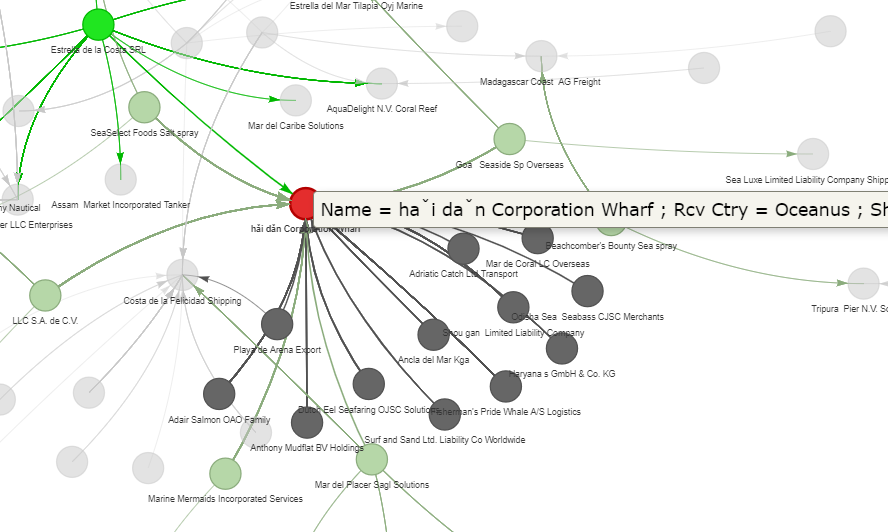 Estrella del Mar Tilapia Oyj Marine
Estrella de la Costa SRL
Madagascar Coast AG Freight
AquaDelight N.V. Coral Reef
Mar del Caribe Solutions
SeaSelect Foods Salt spray
Goa Seaside Sp Overseas
Sea Luxe Limited Liability Company Shipp
Assam Market Incorporated Tanker
ny Nautical
er LLC Enterprises
Name = haˇi daˇn Corporation Wharf ; Rcv Ctry = Oceanus ; Sh
hǎi dǎn Corporation Wharf
Beachcomber's Bounty Sea spray
Mar de Coral LC Overseas
Adriatic Catch Ltd Transport
Costa de la Felicidad Shipping
Tripura Pier N.V. So
LLC S.A. de C.V.
Odisha Sea Seabass CJSC Merchants
Shou gan Limited Liability Company
Playa de Arena Export
Ancla del Mar Kga
Haryana s GmbH & Co. KG
Dutch Eel Seafaring OJSC Solutions
Fisherman's Pride Whale A/S Logistics
Adair Salmon OAO Family
Surf and Sand Ltd. Liability Co Worldwide
Anthony Mudflat BV Holdings
Mar del Placer Sagl Solutions
Marine Mermaids Incorporated Services